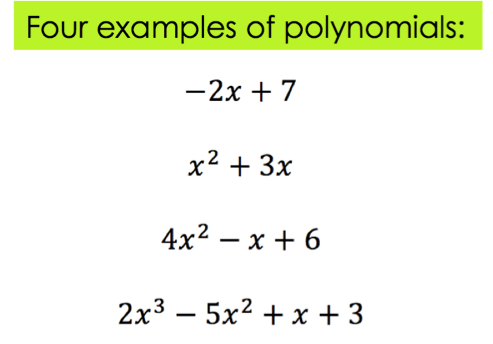 Four examples of polynomials:
−2x + 7
x² + 3x
4x² − x + 6
2x³ − 5x² + x + 3